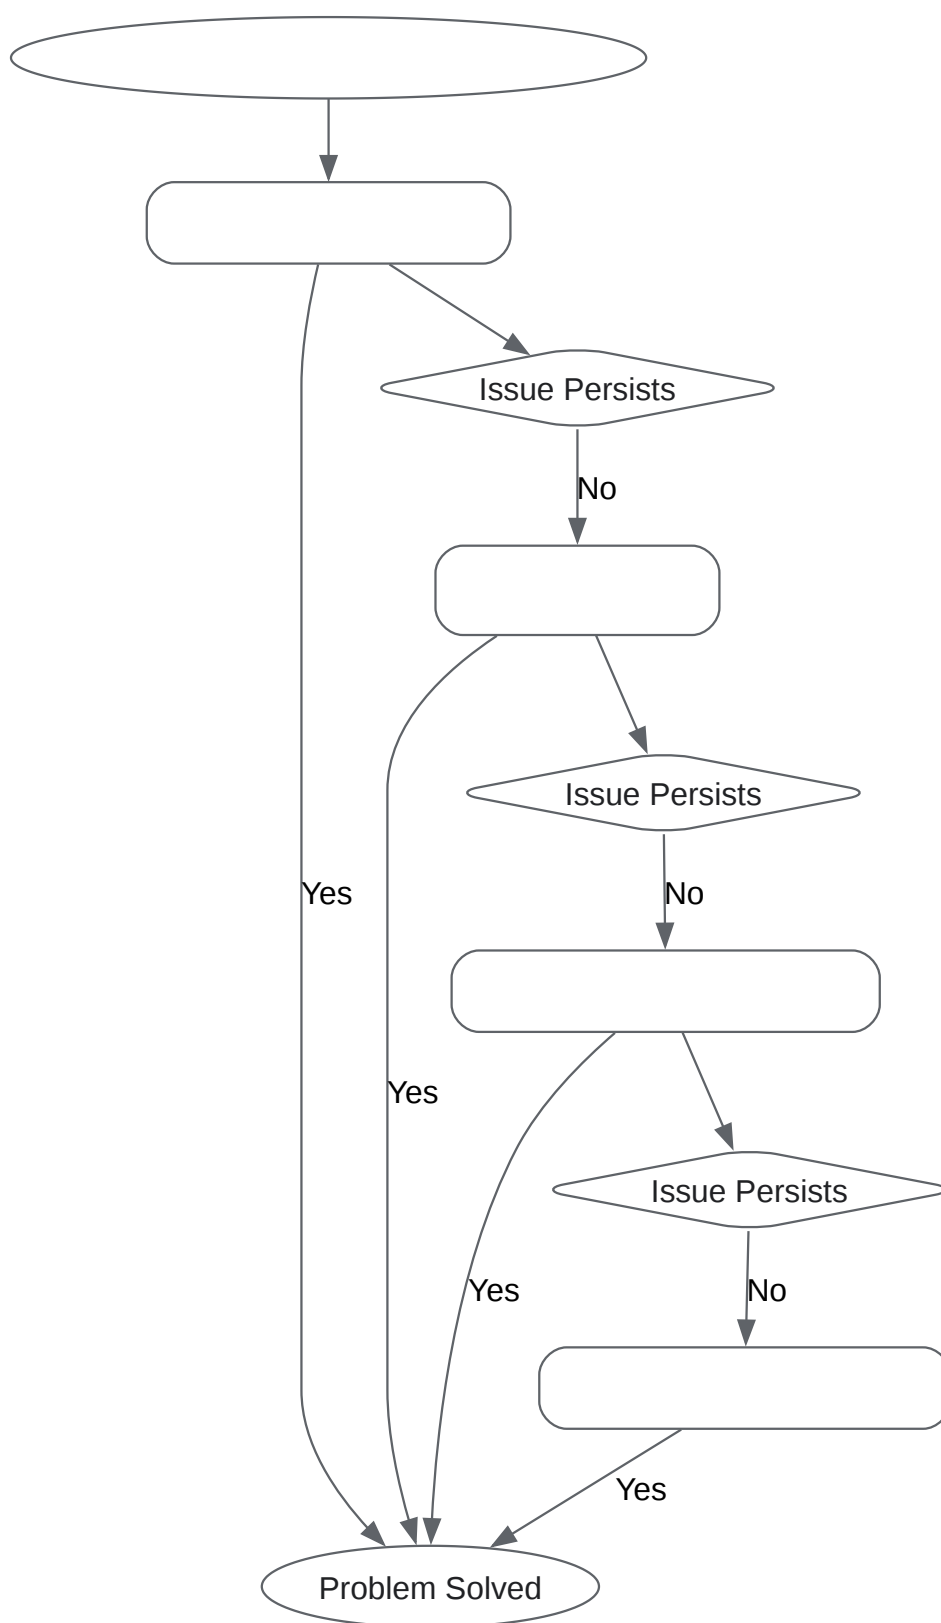 Issue Persists
No
Issue Persists
Yes
No
Yes
Issue Persists
Yes
No
Yes
Problem Solved